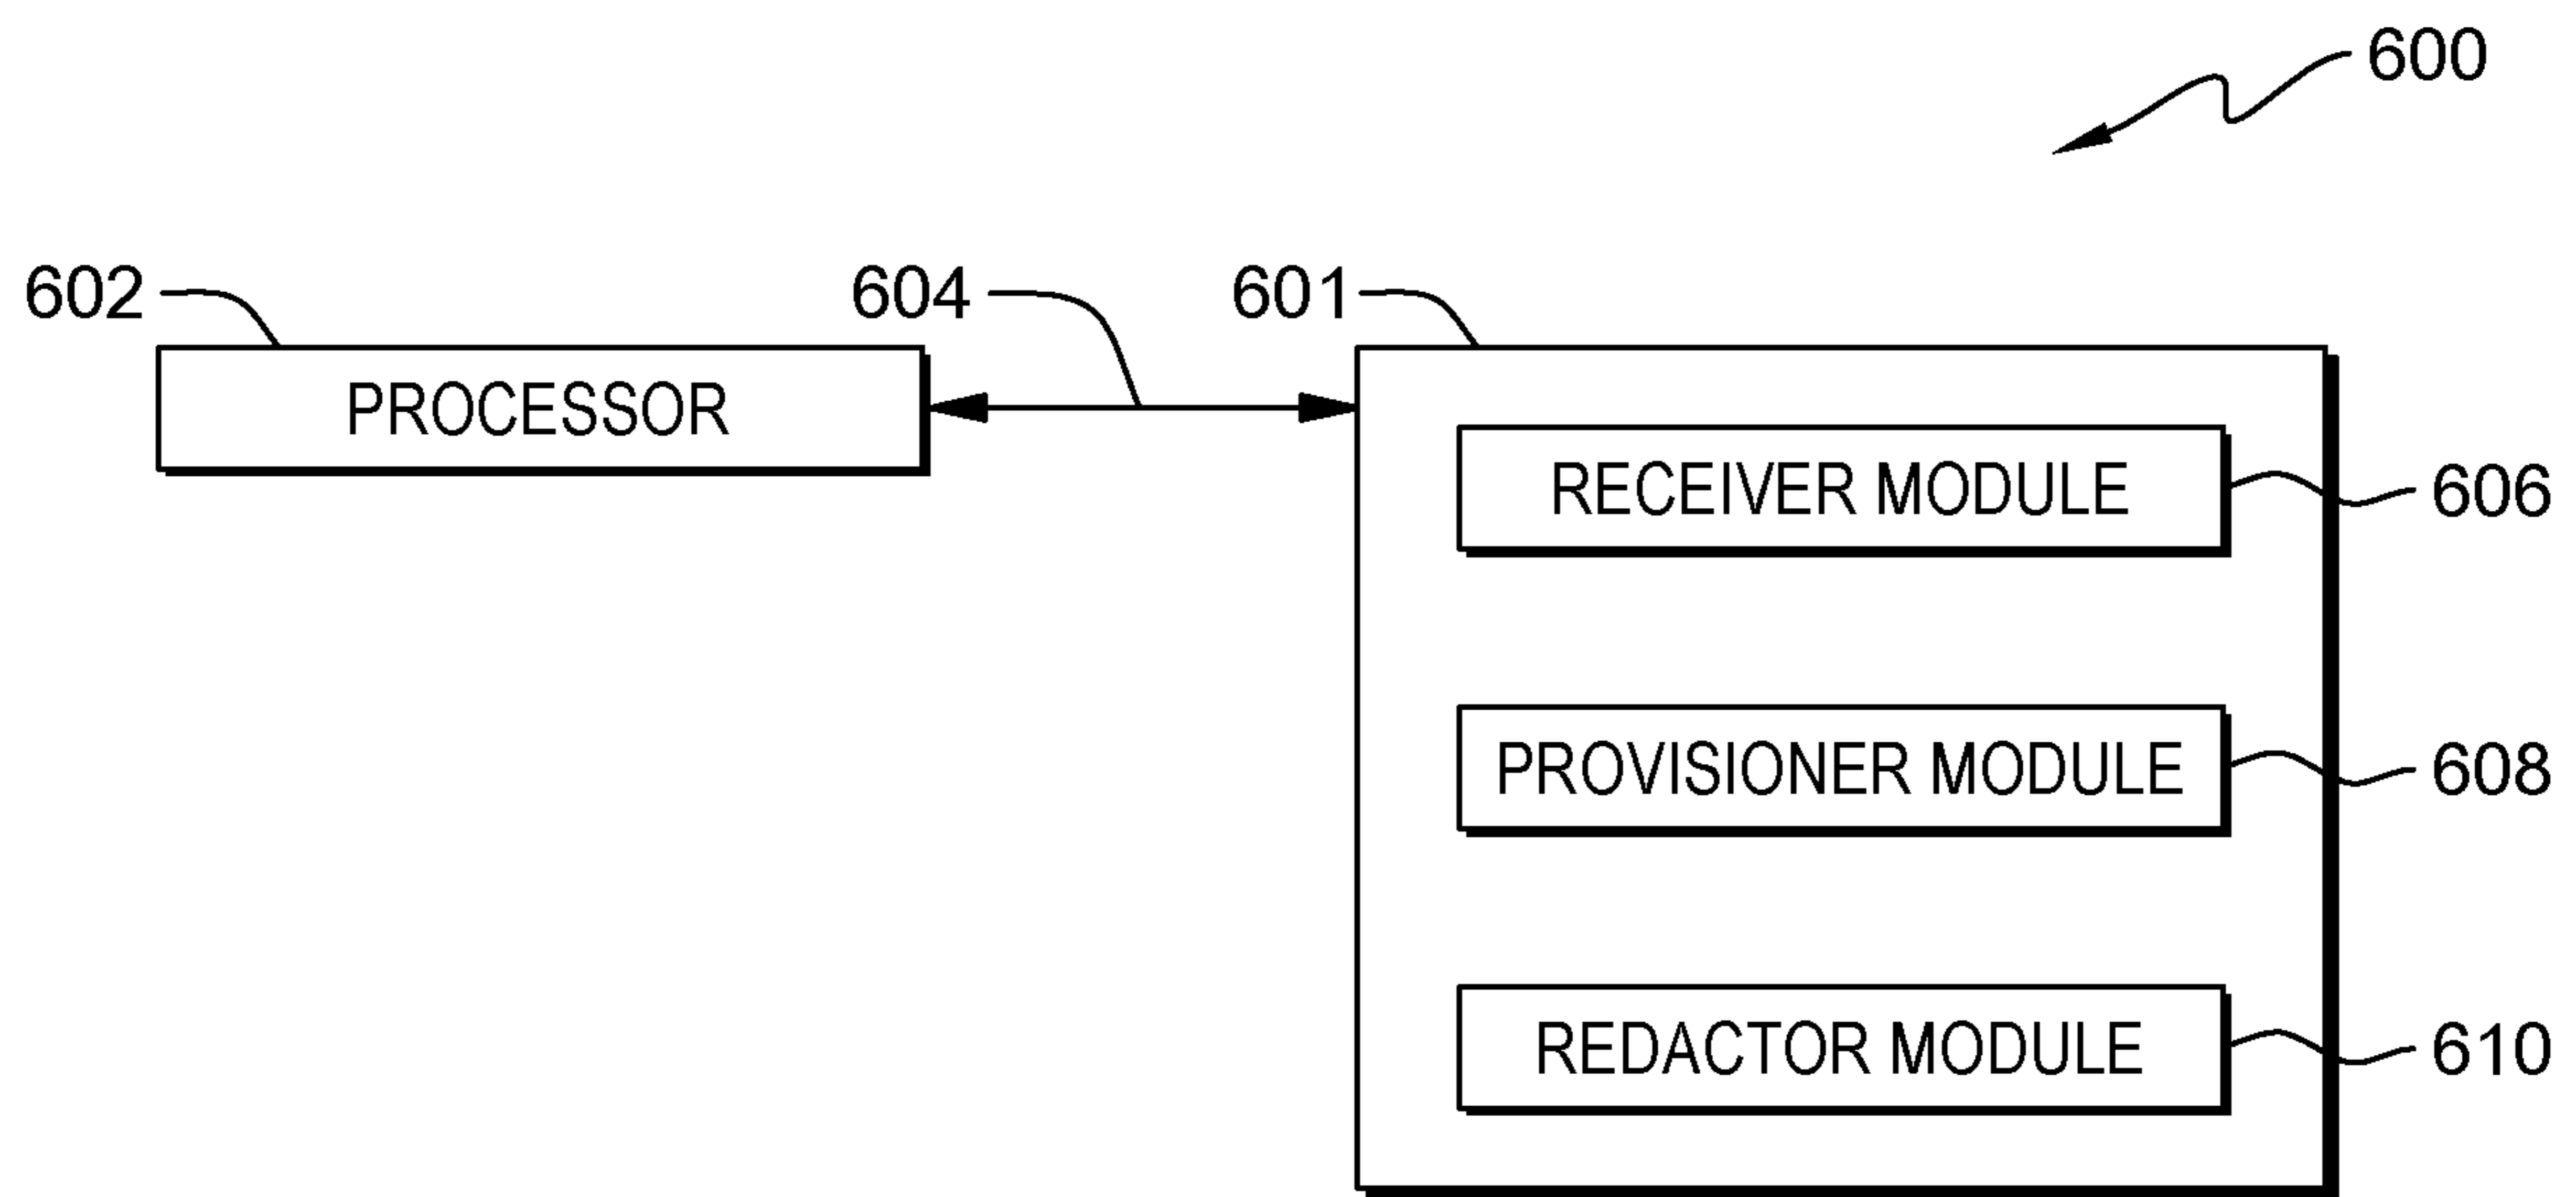 600
602
604
601
PROCESSOR
RECEIVER MODULE
606
PROVISIONER MODULE
608
REDACTOR MODULE
610